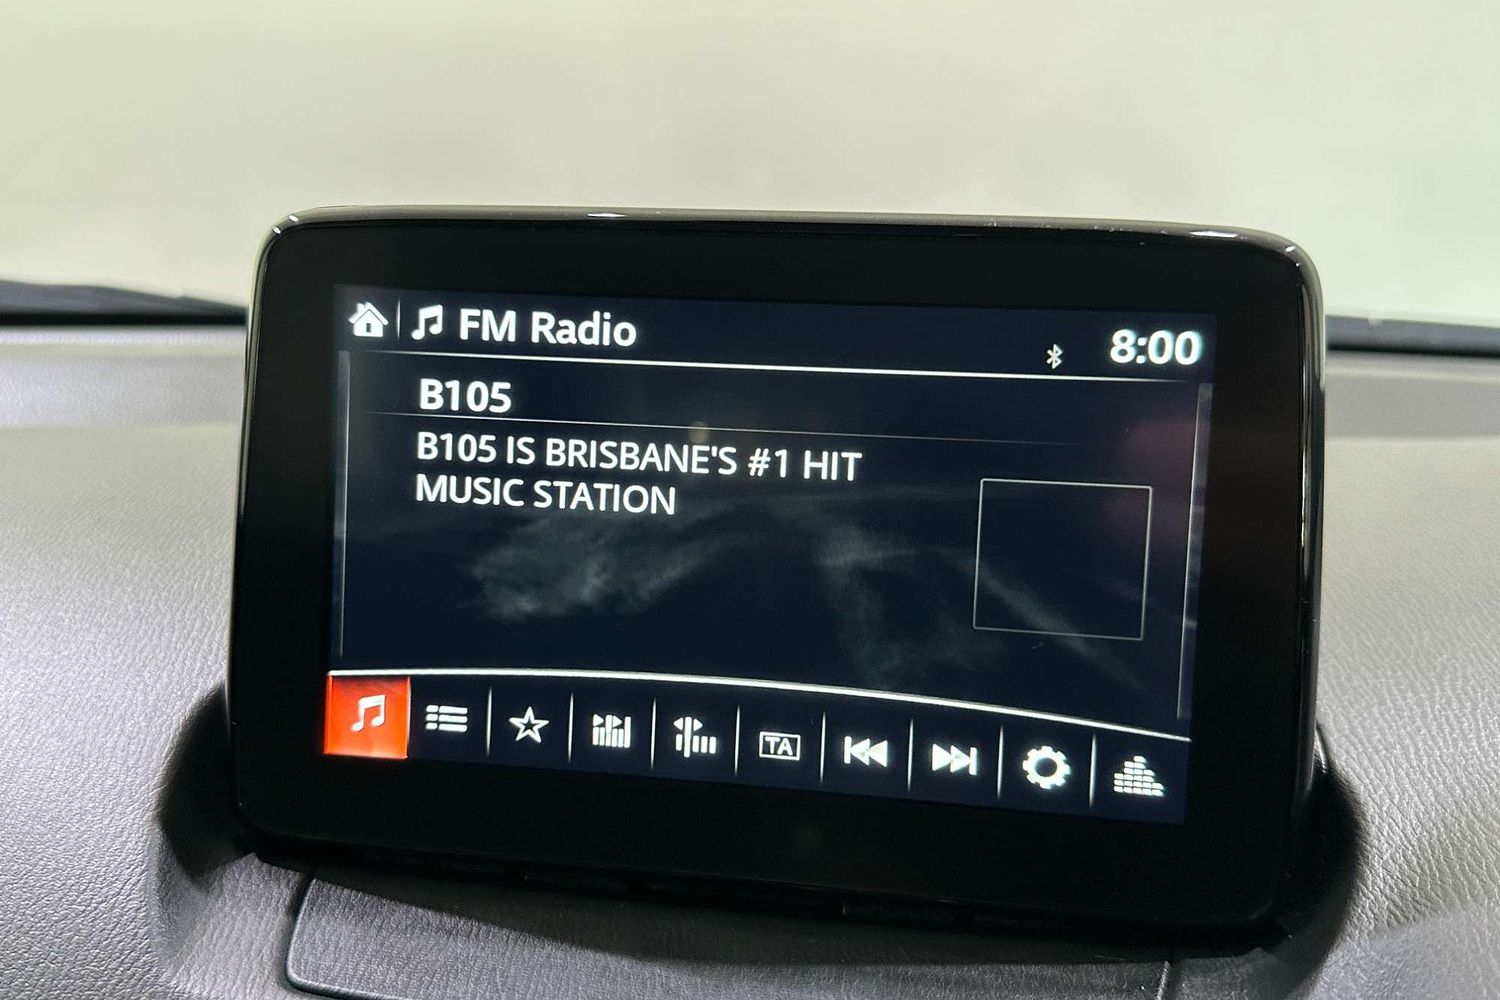 FM Radio
8:00
B105
B105 IS BRISBANE'S #1 HIT
MUSIC STATION
TA